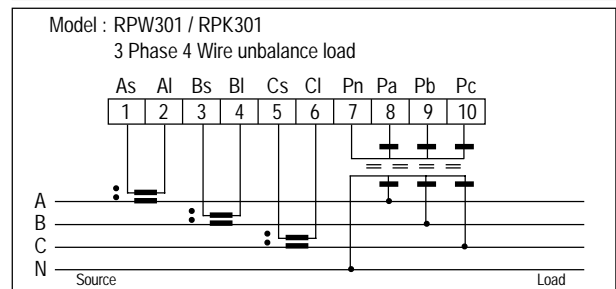 Model : RPW301 / RPK301
3 Phase 4 Wire unbalance load
As Al Bs Bl Cs Cl Pn Pa Pb Pc
1 2 3 4 5 6 7 8 9 10
A
B
C
N
Source Load